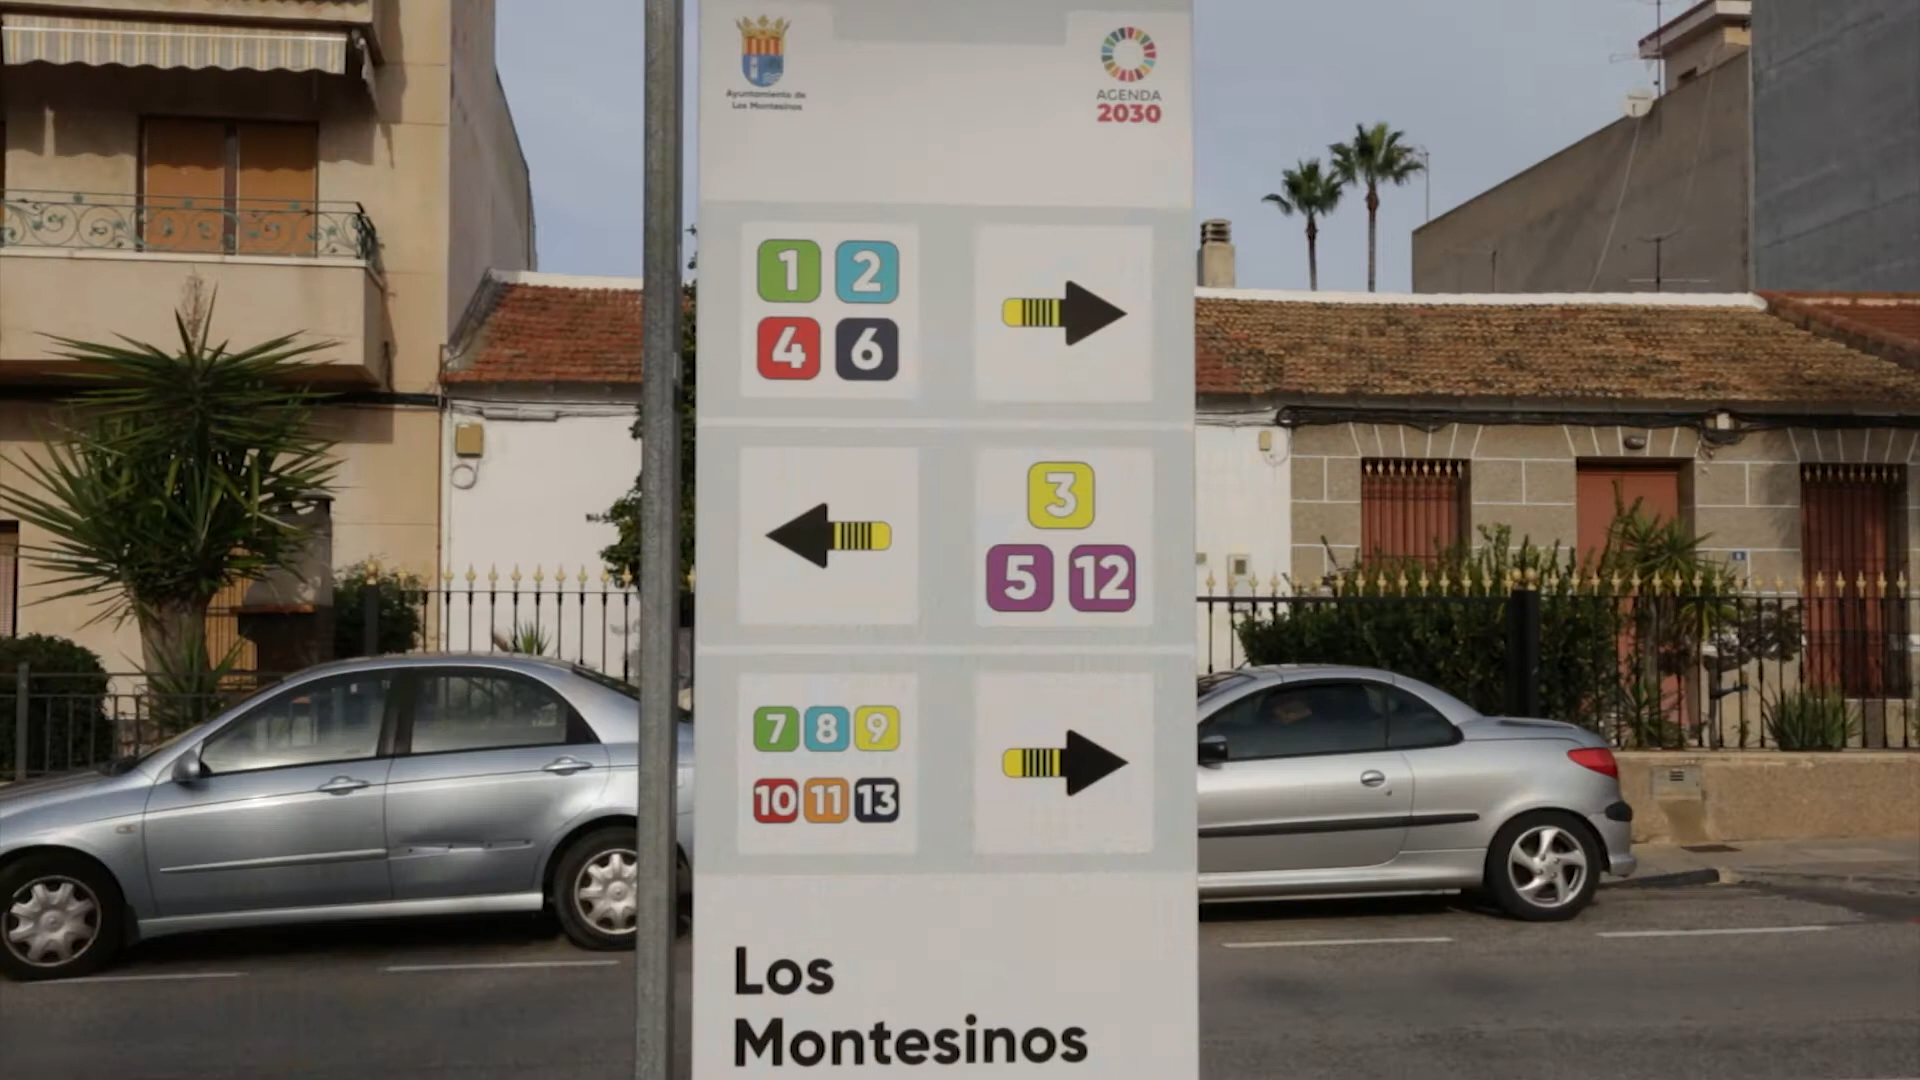 Ayuntamiento de
Los Montesinos
AGENDA
2030
1 2
4 6
3
5 12
7 8 9
10 11 13
Los
Montesinos